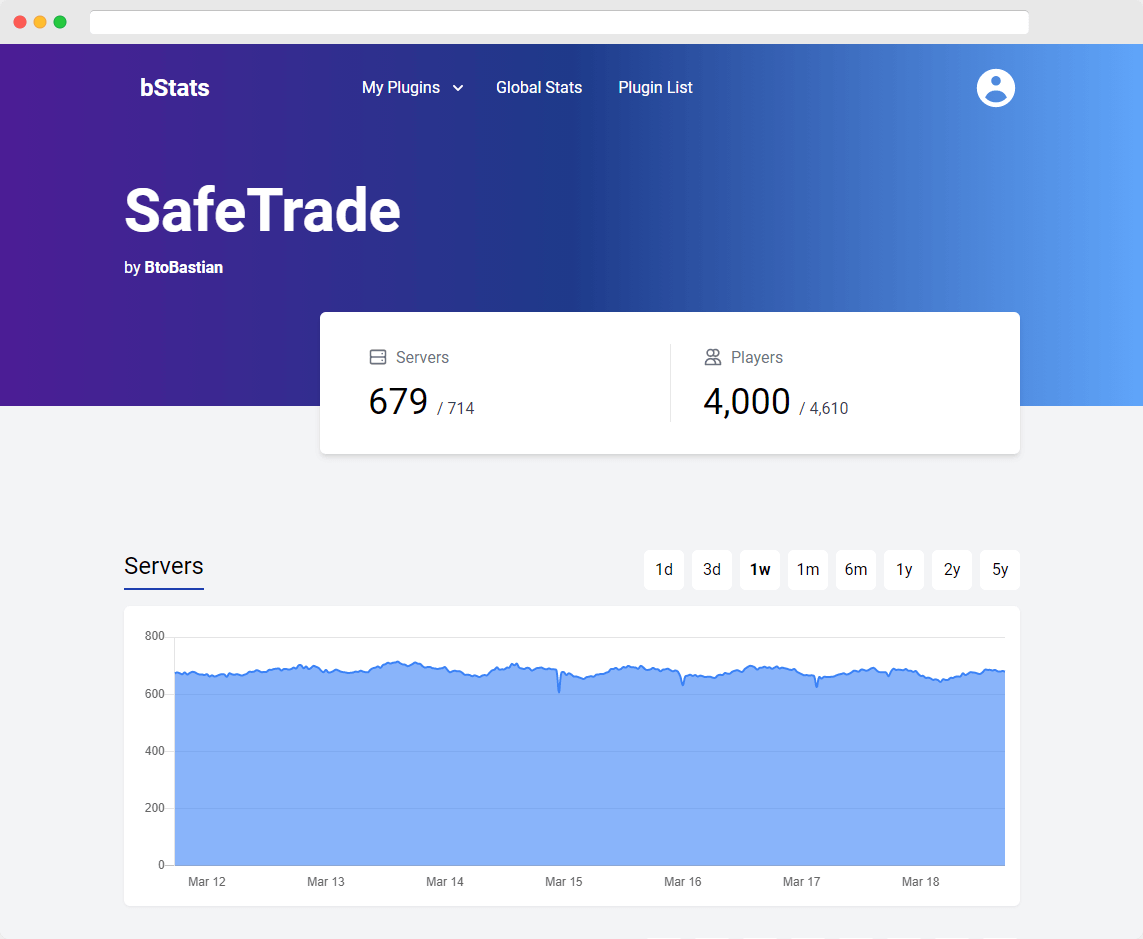 bStats My Plugins Global Stats Plugin List
SafeTrade
by BtoBastian
Servers Players
679 / 714 4,000 / 4,610
Servers 1d 3d 1w 1m 6m 1y 2y 5y
800
600
400
200
0
Mar 12 Mar 13 Mar 14 Mar 15 Mar 16 Mar 17 Mar 18